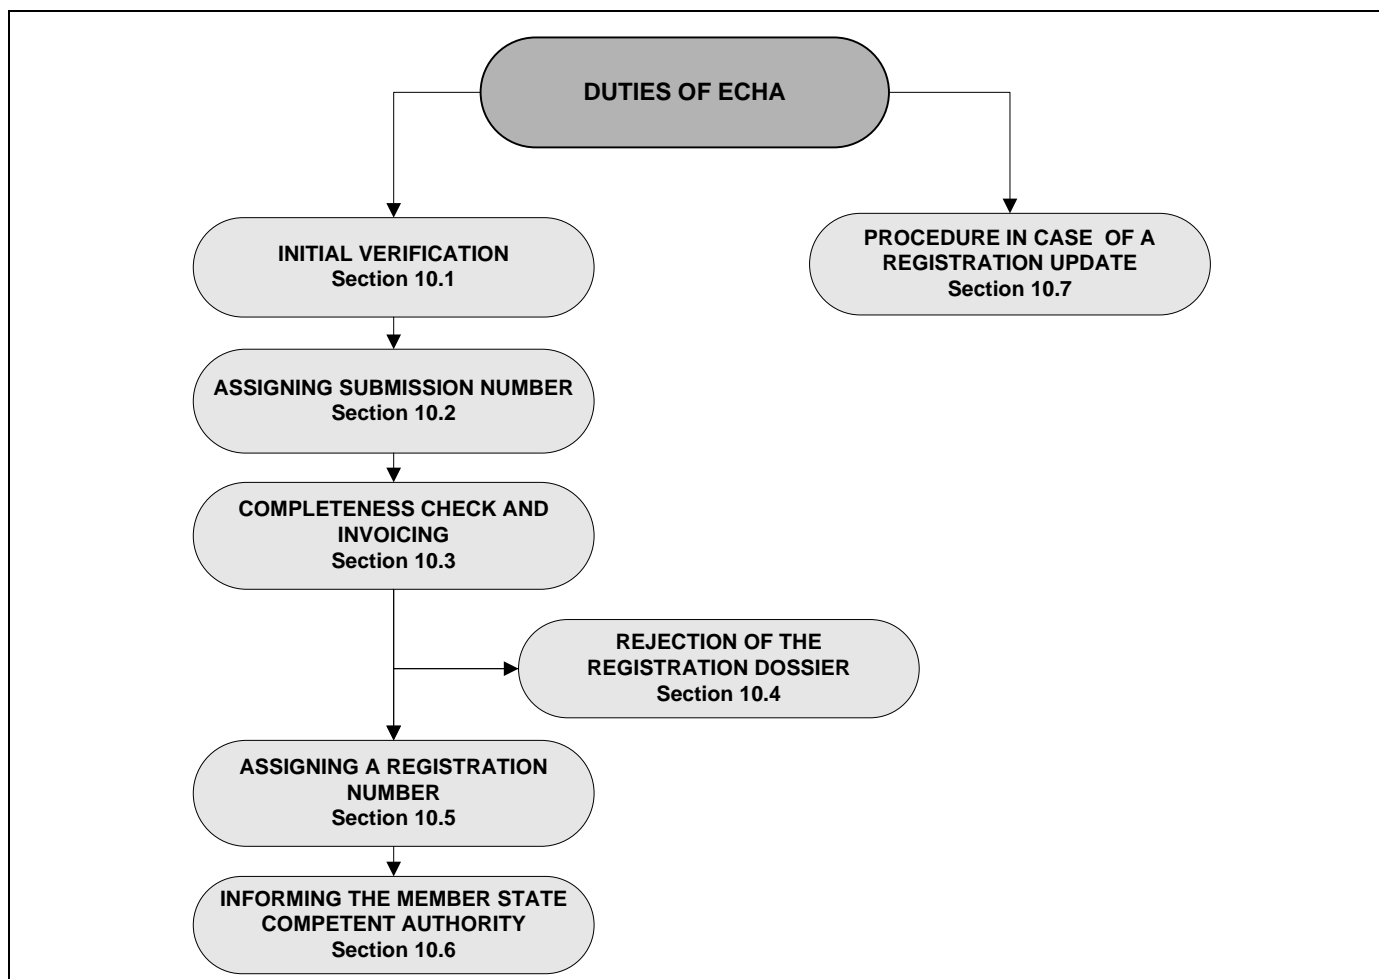 DUTIES OF ECHA
INITIAL VERIFICATION
Section 10.1
PROCEDURE IN CASE OF A
REGISTRATION UPDATE
Section 10.7
ASSIGNING SUBMISSION NUMBER
Section 10.2
COMPLETENESS CHECK AND
INVOICING
Section 10.3
REJECTION OF THE
REGISTRATION DOSSIER
Section 10.4
ASSIGNING A REGISTRATION
NUMBER
Section 10.5
INFORMING THE MEMBER STATE
COMPETENT AUTHORITY
Section 10.6